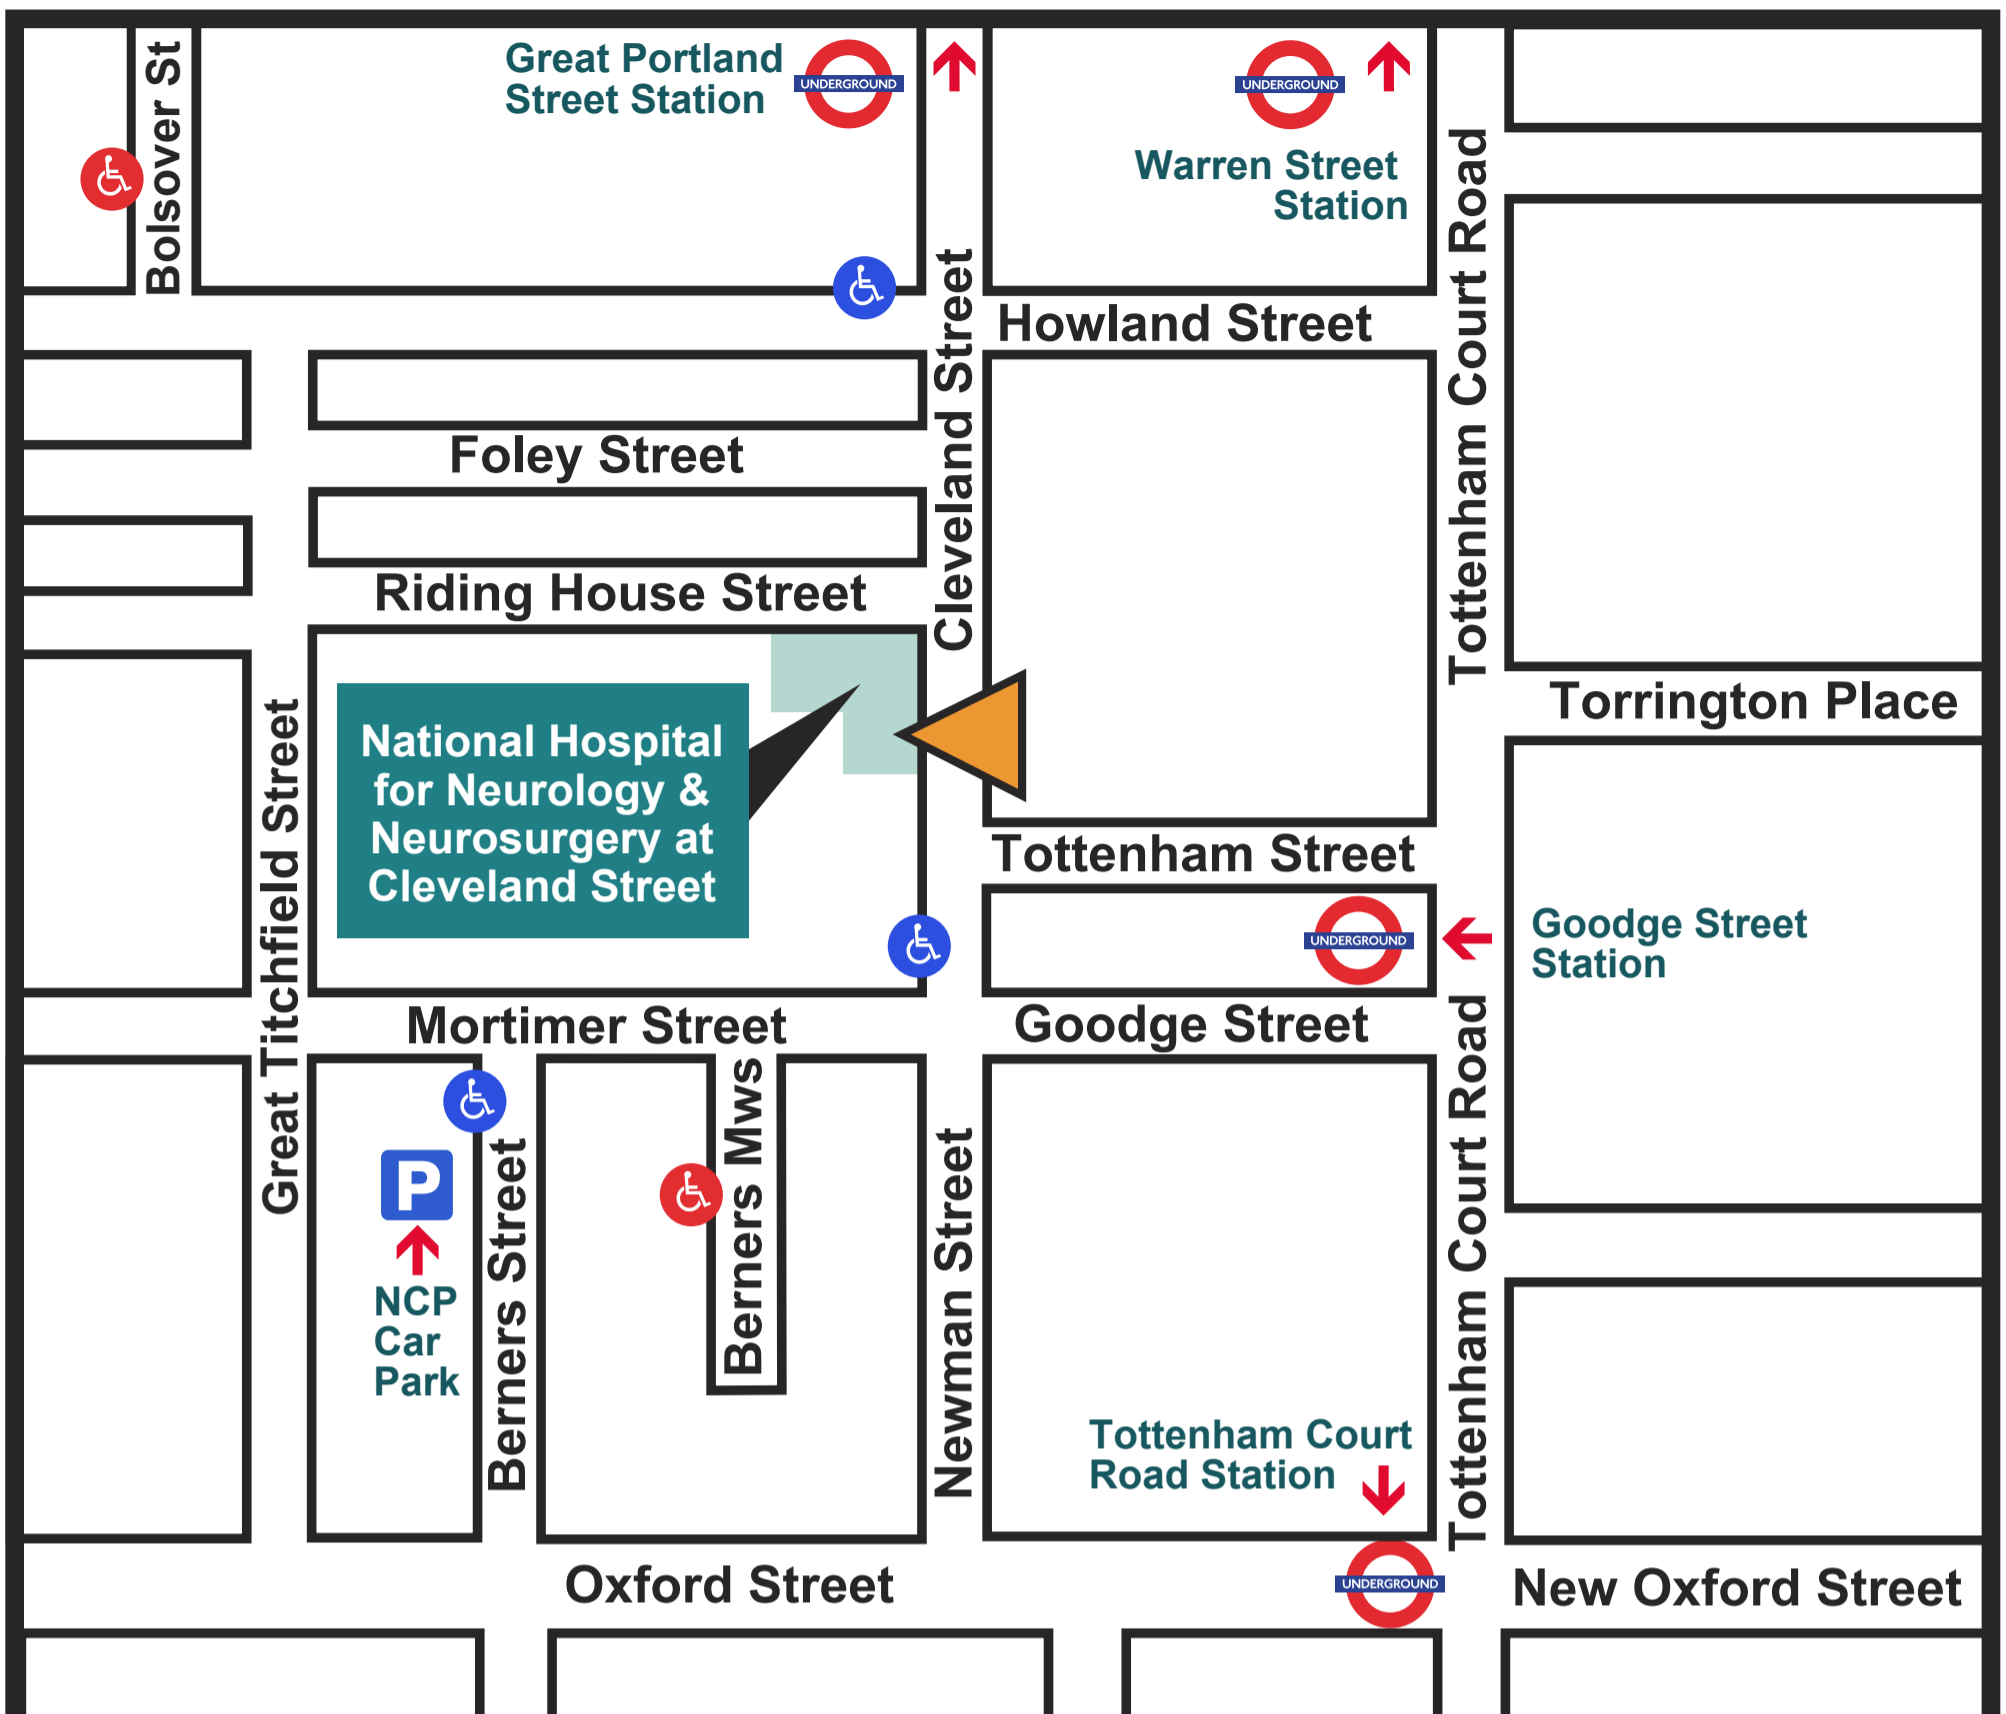 Bolsover St
Great Portland
Street Station
UNDERGROUND
UNDERGROUND
Warren Street
Station
Tottenham Court Road
Cleveland Street
Howland Street
Foley Street
Riding House Street
Torrington Place
National Hospital
for Neurology &
Neurosurgery at
Cleveland Street
Great Titchfield Street
Tottenham Street
UNDERGROUND
Goodge Street
Station
Mortimer Street
Goodge Street
P
NCP
Car
Park
Berners Street
Berners Mws
Newman Street
Tottenham Court Road
Tottenham Court
Road Station
Oxford Street
UNDERGROUND
New Oxford Street